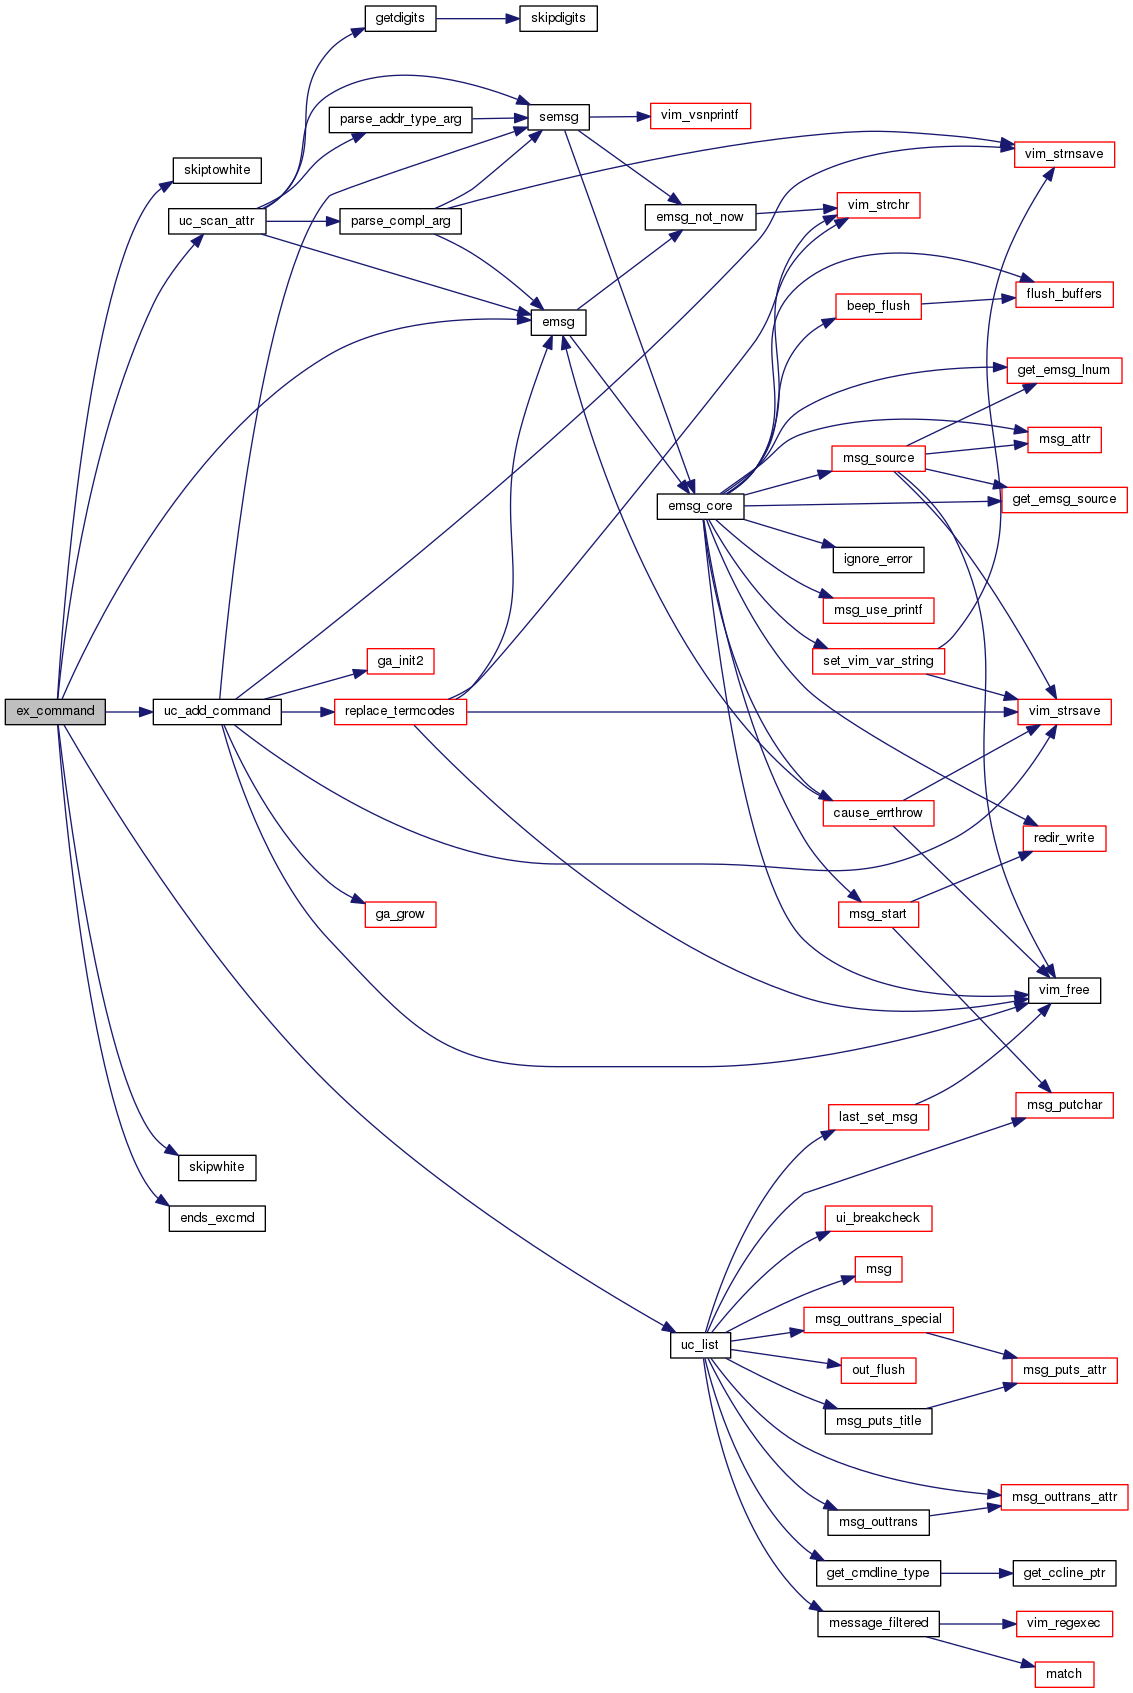 getdigits
skipdigits
parse_addr_type_arg
semsg
vim_vsnprintf
vim_strnsave
skiptowhite
uc_scan_attr
parse_compl_arg
emsg_not_now
vim_strchr
flush_buffers
beep_flush
emsg
get_emsg_lnum
msg_attr
msg_source
get_emsg_source
emsg_core
ignore_error
msg_use_printf
ga_init2
set_vim_var_string
ex_command
uc_add_command
replace_termcodes
vim_strsave
cause_errthrow
redir_write
ga_grow
msg_start
vim_free
last_set_msg
msg_putchar
skipwhite
ends_excmd
ui_breakcheck
msg
msg_outtrans_special
uc_list
out_flush
msg_puts_attr
msg_puts_title
msg_outtrans_attr
msg_outtrans
get_cmdline_type
get_ccline_ptr
message_filtered
vim_regexec
match